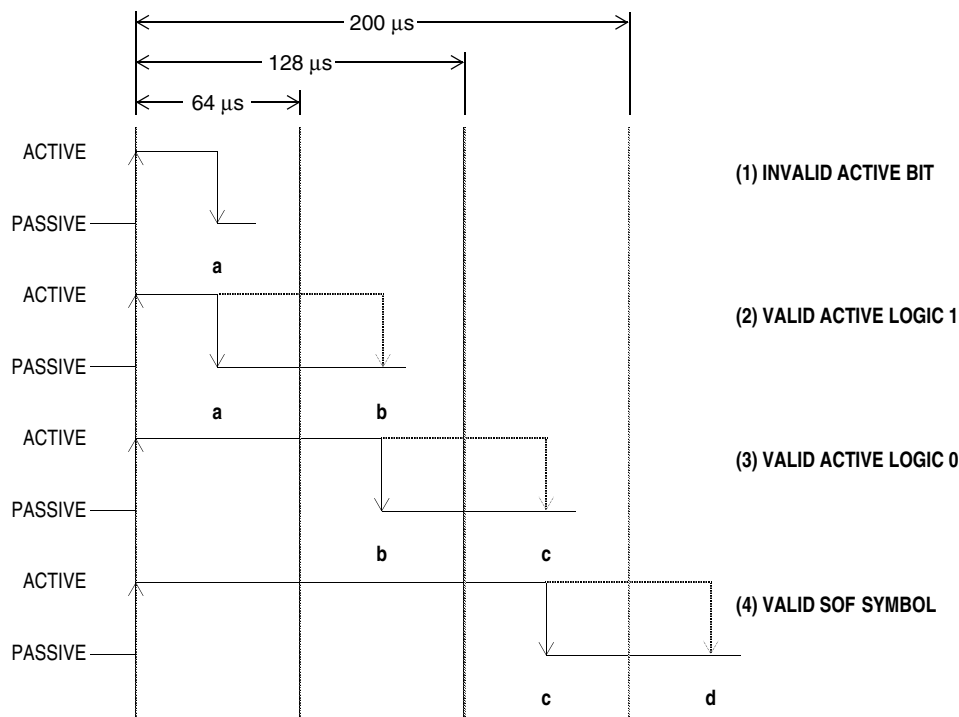 200 µs
128 µs
64 µs
ACTIVE
(1) INVALID ACTIVE BIT
PASSIVE
a
ACTIVE
(2) VALID ACTIVE LOGIC 1
PASSIVE
a b
ACTIVE
(3) VALID ACTIVE LOGIC 0
PASSIVE
b c
ACTIVE
(4) VALID SOF SYMBOL
PASSIVE
c d